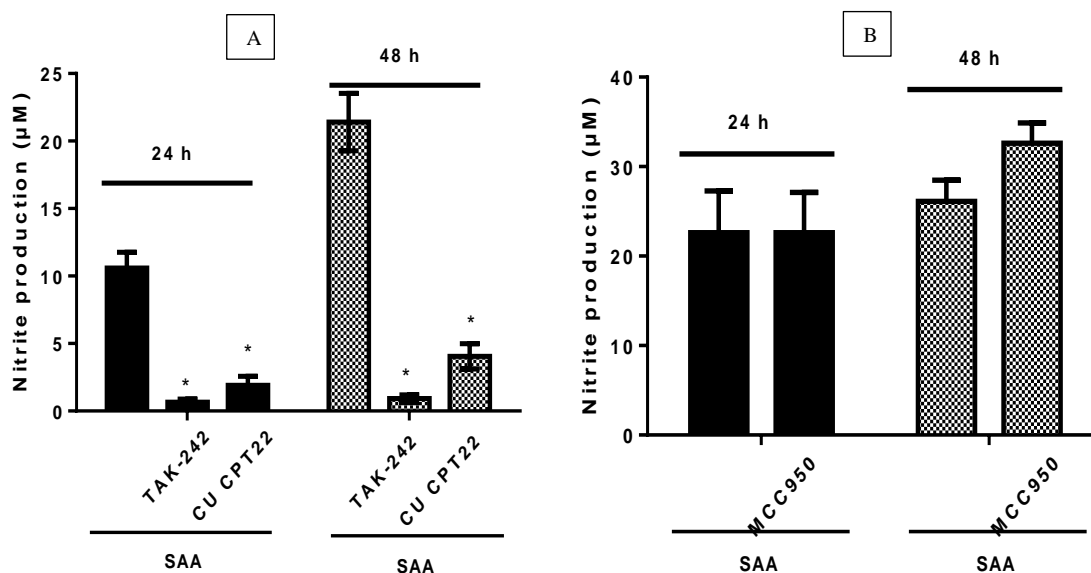 A
48 h
25
20
15
10
5
0
Nitrite production (µM)
24 h
*
*
*
*
TAK-242
CU CPT22
TAK-242
CU CPT22
SAA
SAA
B
48 h
40
30
20
10
0
Nitrite production (µM)
24 h
MCC950
MCC950
SAA
SAA